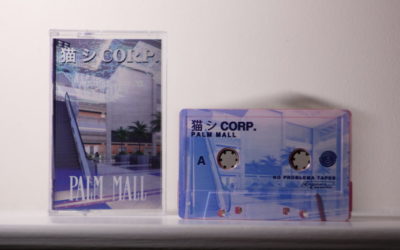 猫 シ CORP.
PALM MALL
猫 シ CORP.
PALM MALL
A
NO PROBLEMA TAPES